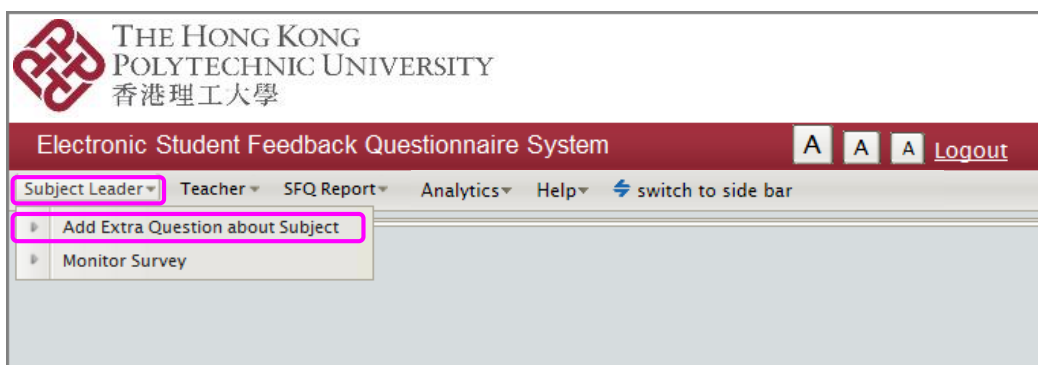 THE HONG KONG
POLYTECHNIC UNIVERSITY
香港理工大學
Electronic Student Feedback Questionnaire System A A A Logout
Subject Leader Teacher SFQ Report Analytics Help switch to side bar
Add Extra Question about Subject
Monitor Survey